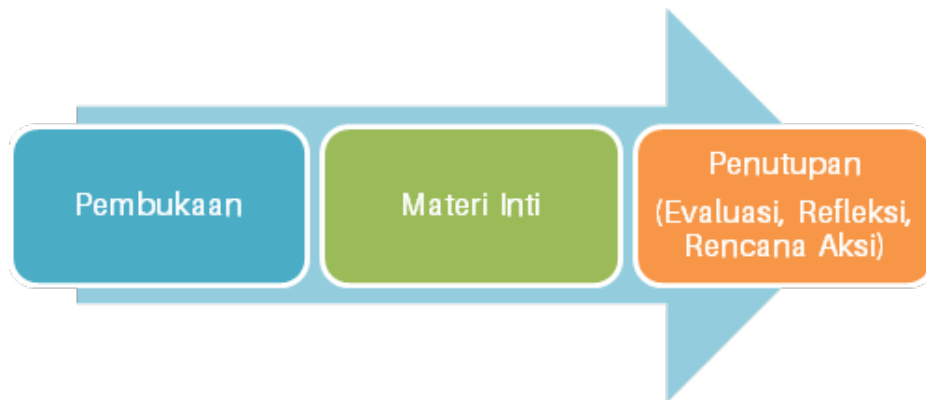 Pembukaan
Materi Inti
Penutupan
(Evaluasi, Refleksi,
Rencana Aksi)